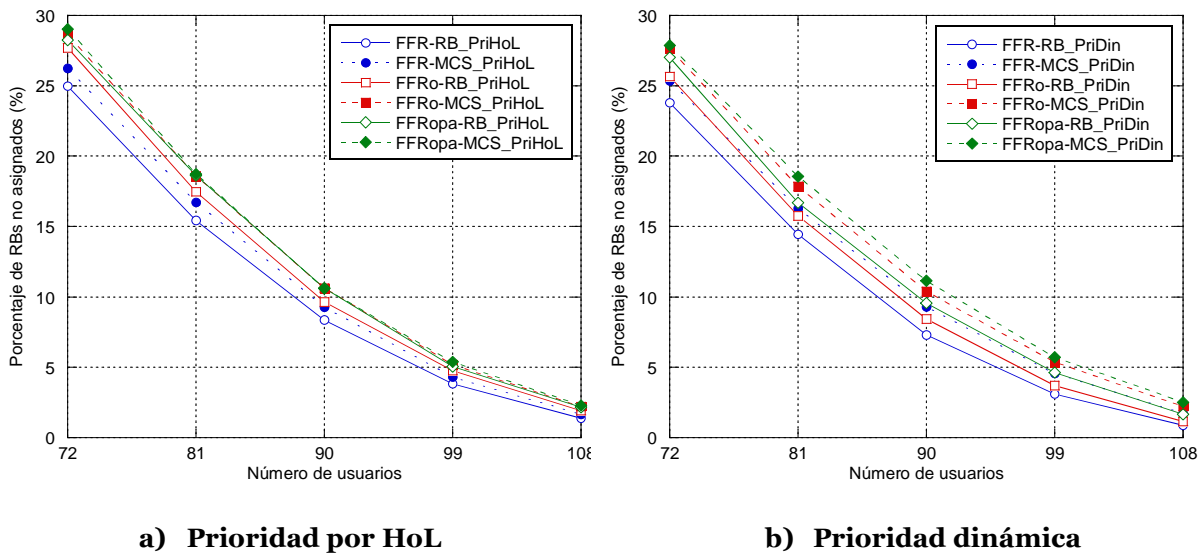 30
25
20
15
10
5
0
Porcentaje de RBs no asignados (%)
FFR-RB_PriHoL
FFR-MCS_PriHoL
FFRo-RB_PriHoL
FFRo-MCS_PriHoL
FFRopa-RB_PriHoL
FFRopa-MCS_PriHoL
72 81 90 99 108
Número de usuarios
a) Prioridad por HoL
30
25
20
15
10
5
0
Porcentaje de RBs no asignados (%)
FFR-RB_PriDin
FFR-MCS_PriDin
FFRo-RB_PriDin
FFRo-MCS_PriDin
FFRopa-RB_PriDin
FFRopa-MCS_PriDin
72 81 90 99 108
Número de usuarios
b) Prioridad dinámica